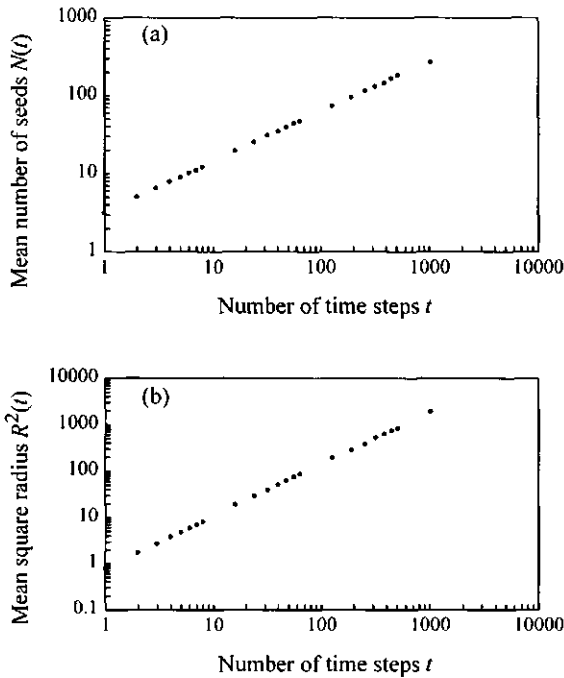 1000
(a)
Mean number of seeds N(t)
100
10
1
1 10 100 1000 10000
Number of time steps t
10000
(b)
Mean square radius R²(t)
1000
100
10
1
0.1
1 10 100 1000 10000
Number of time steps t